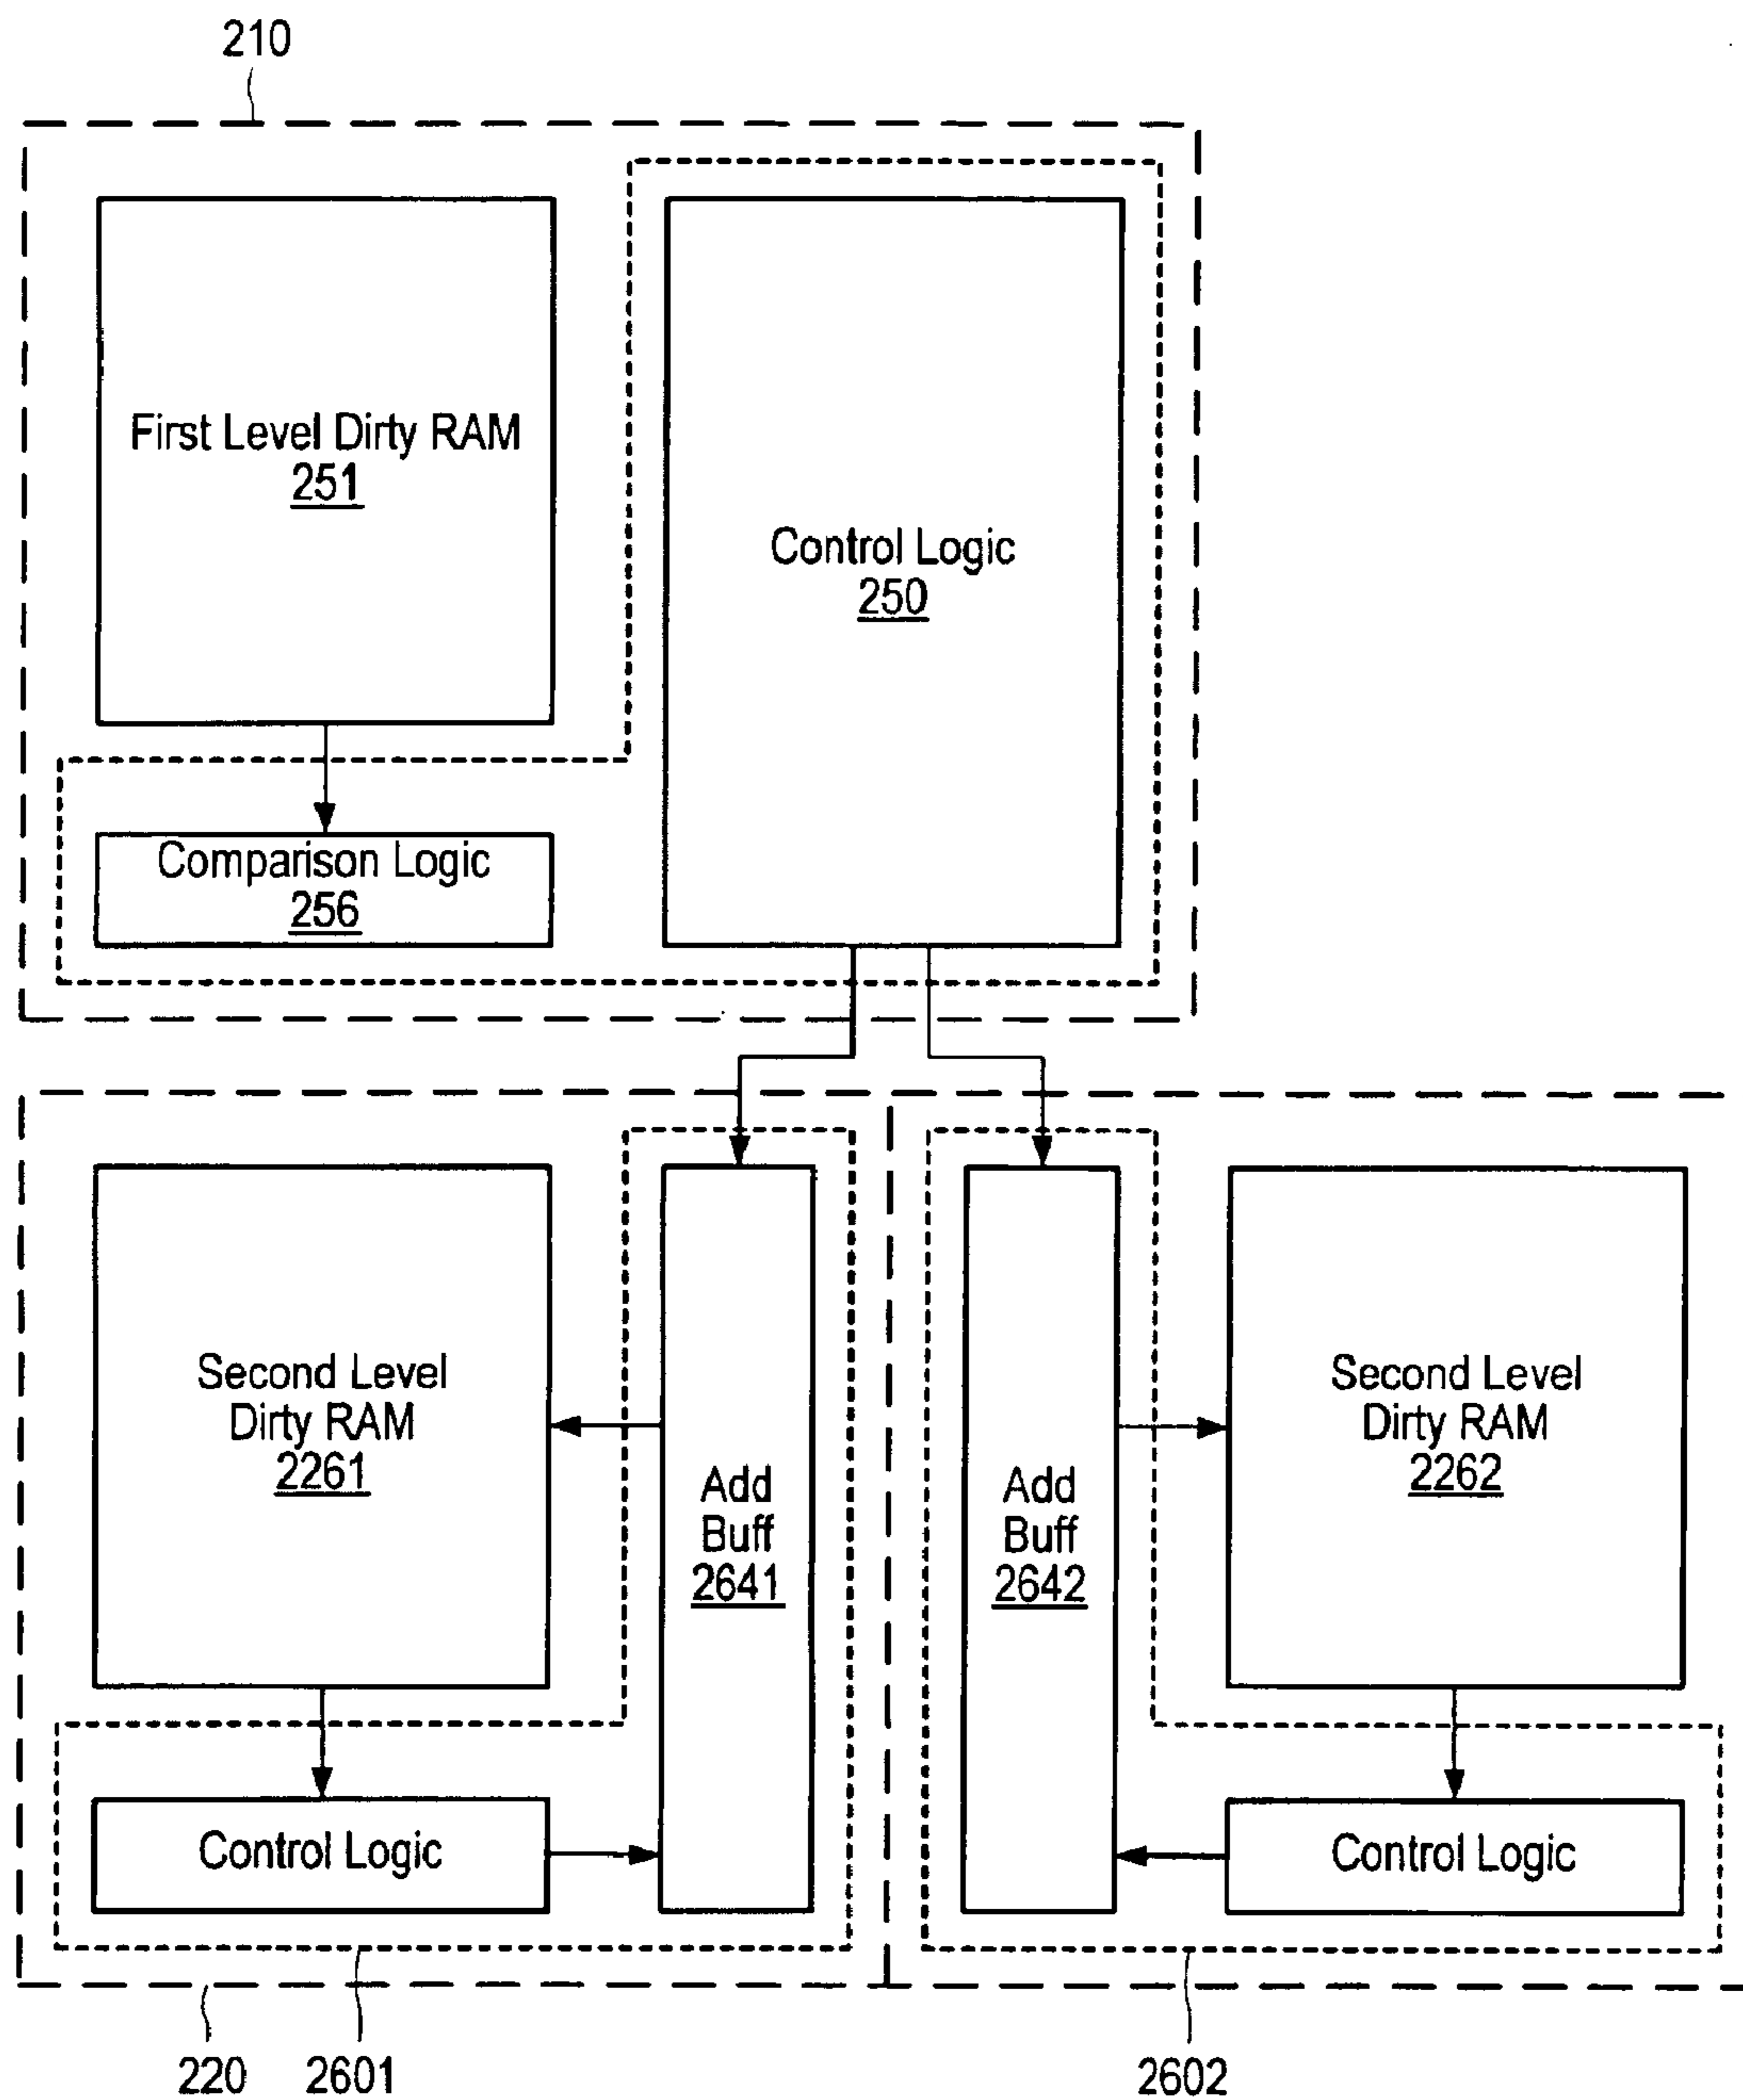 210
First Level Dirty RAM
251
Control Logic
250
Comparison Logic
256
Second Level
Dirty RAM
2261
Add
Buff
2641
Add
Buff
2642
Second Level
Dirty RAM
2262
Control Logic
Control Logic
220
2601
2602